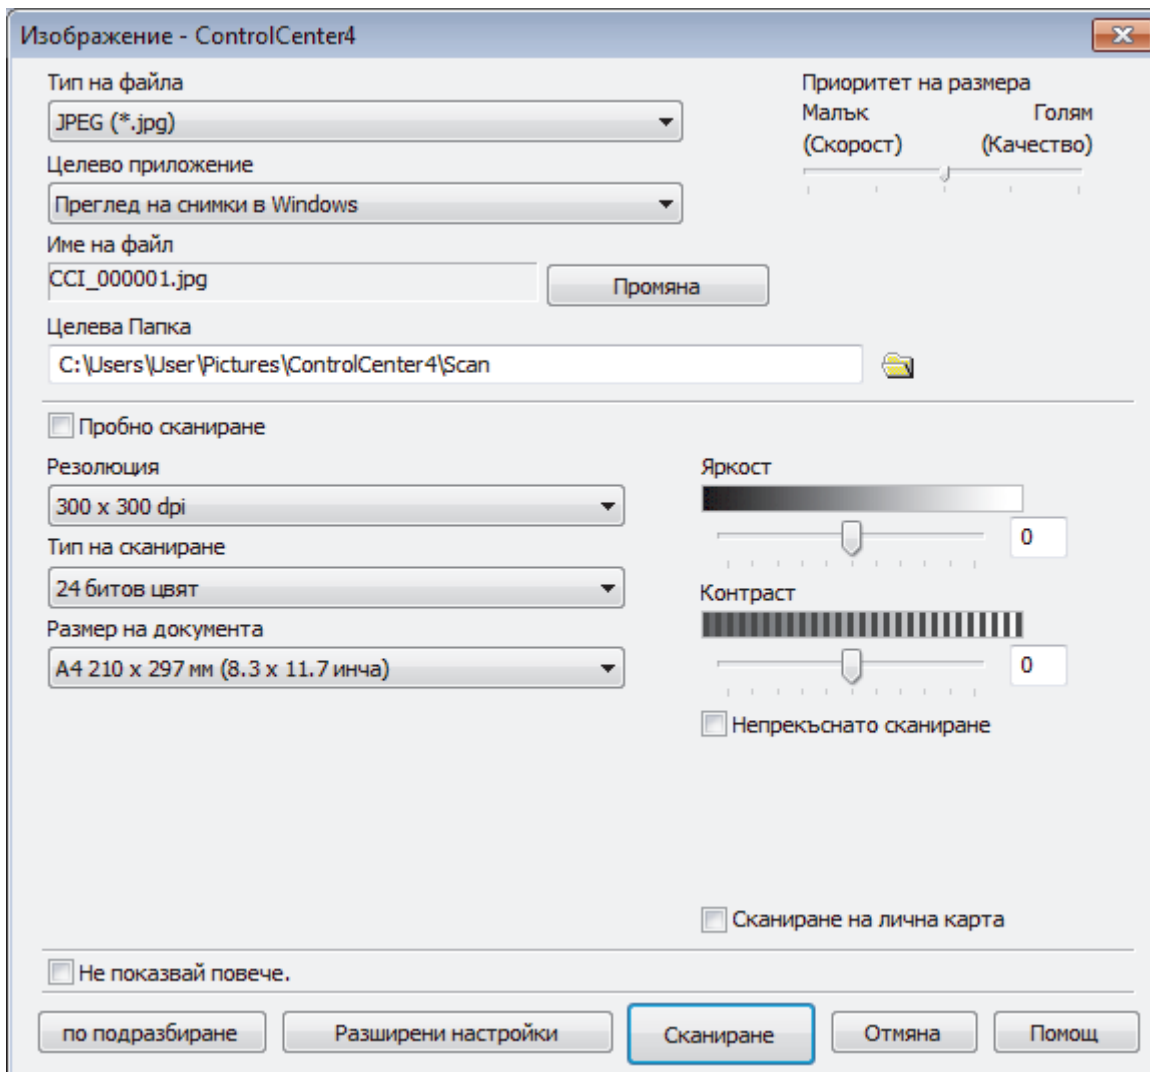 Изображение - ControlCenter4
Тип на файла
JPEG (*.jpg)
Целево приложение
Преглед на снимки в Windows
Име на файл
CCI_000001.jpg
Промяна
Целева Папка
C:\Users\User\Pictures\ControlCenter4\Scan
Приоритет на размера
Малък Голям
(Скорост) (Качество)
Пробно сканиране
Резолюция
300 x 300 dpi
Тип на сканиране
24 битов цвят
Размер на документа
A4 210 x 297 мм (8.3 x 11.7 инча)
Яркост
0
Контраст
0
Непрекъснато сканиране
Сканиране на лична карта
Не показвай повече.
по подразбиране Разширени настройки Сканиране Отмяна Помощ